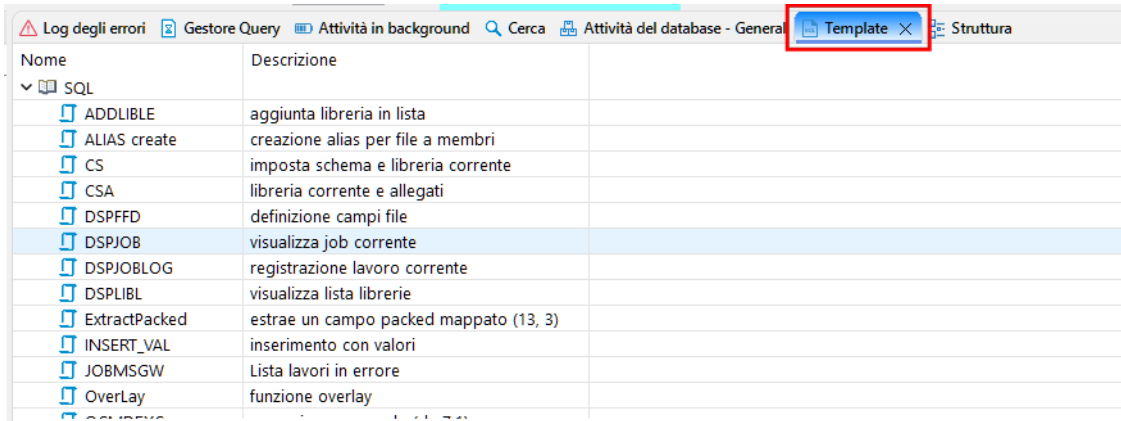 Log degli errori Gestore Query Attività in background Cerca Attività del database - General Template Struttura
Nome Descrizione
SQL
ADDLIBLE aggiunta libreria in lista
ALIAS create creazione alias per file a membri
CS imposta schema e libreria corrente
CSA libreria corrente e allegati
DSPFFD definizione campi file
DSPJOB visualizza job corrente
DSPJOBLOG registrazione lavoro corrente
DSPLIBL visualizza lista librerie
ExtractPacked estrae un campo packed mappato (13, 3)
INSERT_VAL inserimento con valori
JOBMSGW Lista lavori in errore
OverLay funzione overlay